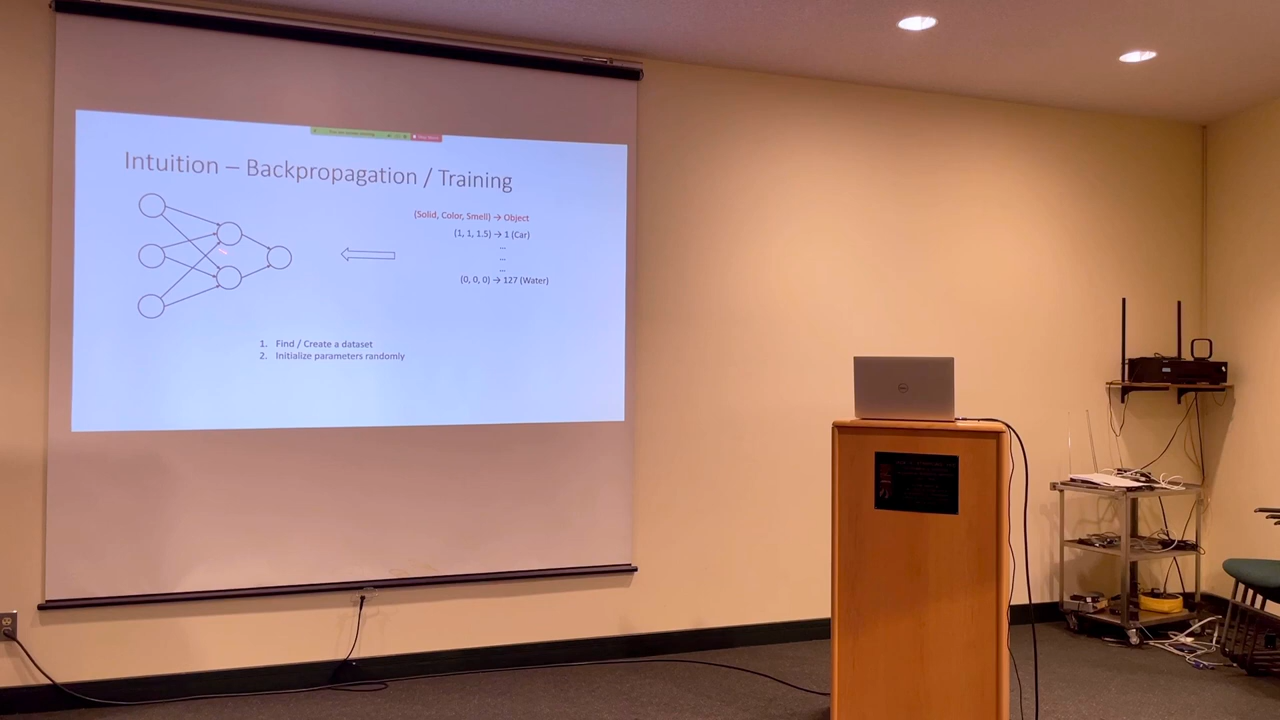 Intuition – Backpropagation / Training
(Solid, Color, Smell) → Object
(1, 1, 1.5) → 1 (Car)
...
...
...
(0, 0, 0) → 127 (Water)
1. Find / Create a dataset
2. Initialize parameters randomly
DELL